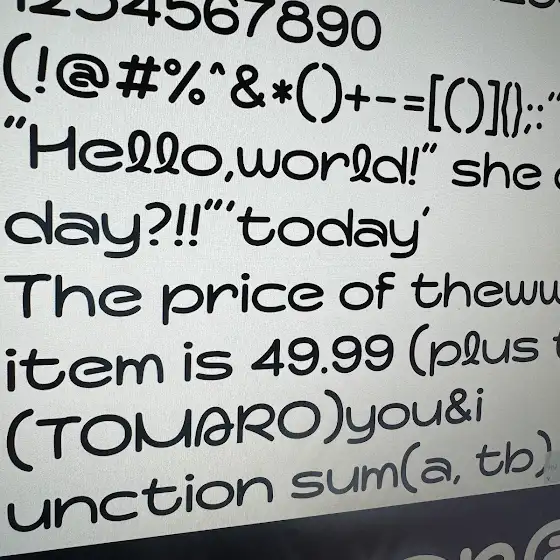 1234567890
(!@#%^&*()+-=[()](););:“
“Hello,world!” she
day?!!”‘“today’
The price of theww
item is 49.99 (plus
(TOMARO)you&i
unction sum(a, tb)